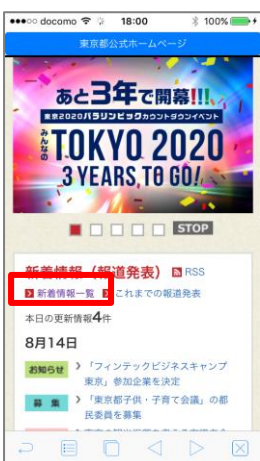 docomo 18:00 100%
東京都公式ホームページ
あと3年で開幕!!!
東京2020パラリンピックカウントダウンイベント
みんなの
TOKYO 2020
3 YEARS TO GO!
STOP
新着情報（報道発表） RSS
新着情報一覧 これまでの報道発表
本日の更新情報4件
8月14日
お知らせ 「フィンテックビジネスキャンプ
東京」参加企業を決定
募集 「東京都子供・子育て会議」の都
民委員を募集